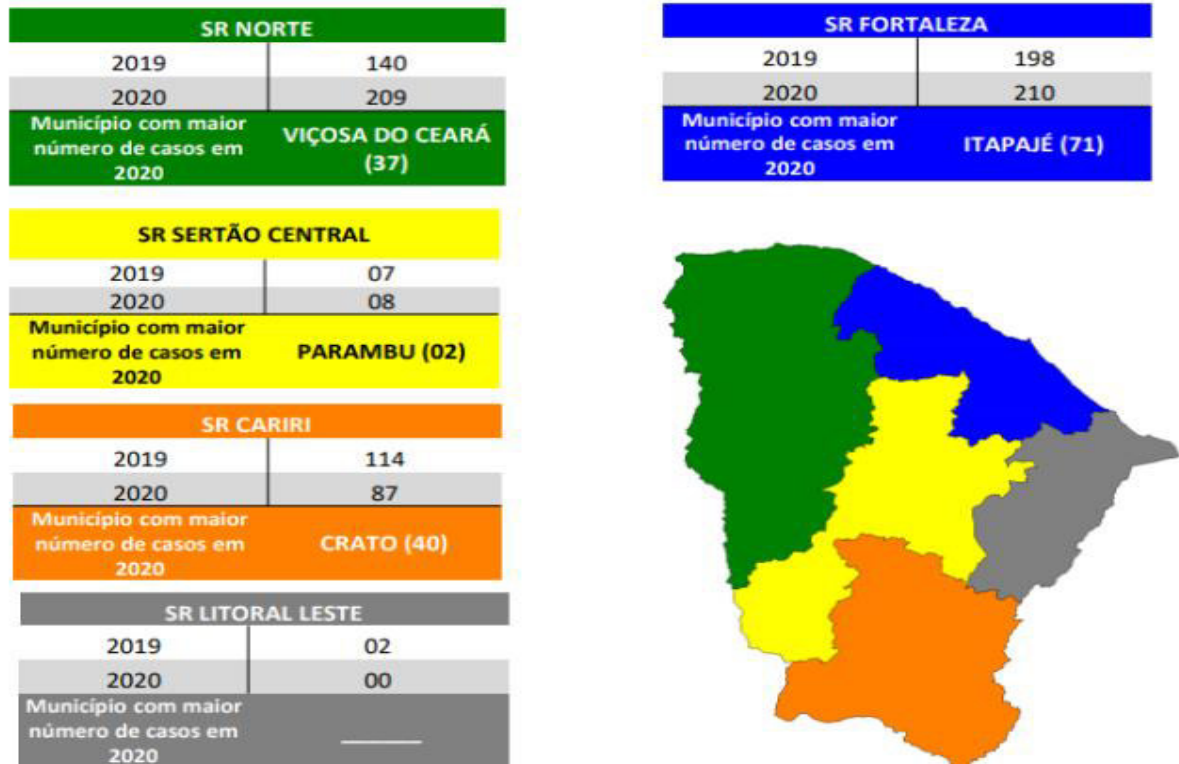 SR NORTE
2019 140
2020 209
Município com maior
número de casos em
2020
VIÇOSA DO CEARÁ
(37)
SR FORTALEZA
2019 198
2020 210
Município com maior
número de casos em
2020
ITAPAJÉ (71)
SR SERTÃO CENTRAL
2019 07
2020 08
Município com maior
número de casos em
2020
PARAMBU (02)
SR CARIRI
2019 114
2020 87
Município com maior
número de casos em
2020
CRATO (40)
SR LITORAL LESTE
2019 02
2020 00
Município com maior
número de casos em
2020